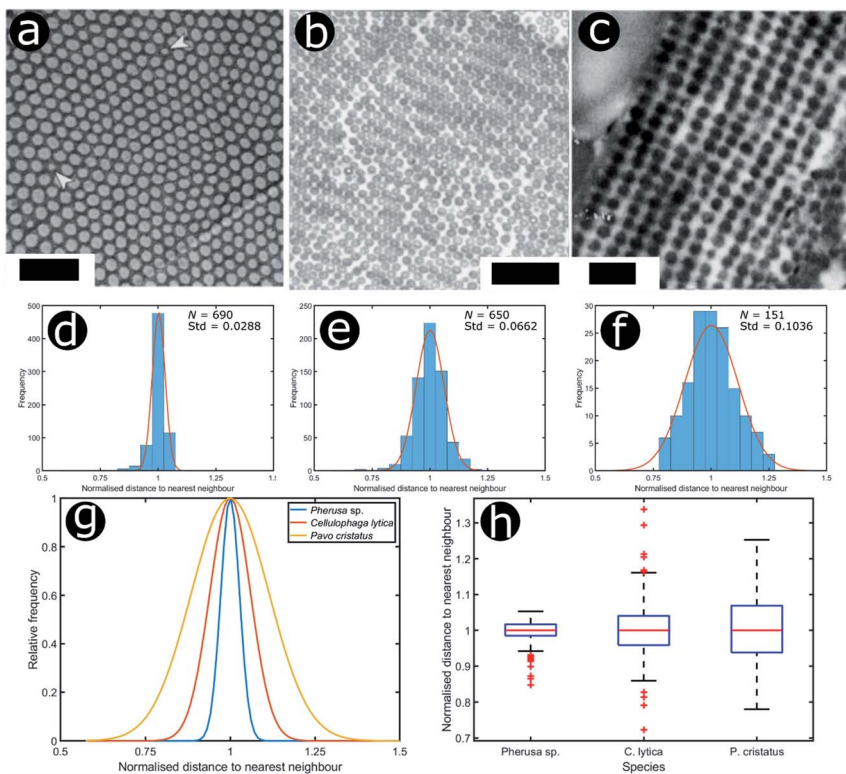 a
b
c
d
N = 690
Std = 0.0288
500
400
300
200
100
0
Frequency
0.5
0.75
1
1.25
1.5
Normalised distance to nearest neighbour
e
N = 650
Std = 0.0662
250
200
150
100
50
0
Frequency
0.5
0.75
1
1.25
1.5
Normalised distance to nearest neighbour
f
N = 151
Std = 0.1036
30
25
20
15
10
5
0
Frequency
0.5
0.75
1
1.25
1.5
Normalised distance to nearest neighbour
g
Pherusa sp.
Cellulophaga lytica
Pavo cristatus
1
0.8
0.6
0.4
0.2
0
Relative frequency
0.5
0.75
1
1.25
1.5
Normalised distance to nearest neighbour
h
1.3
1.2
1.1
1
0.9
0.8
0.7
Normalised distance to nearest neighbour
Pherusa sp.
C. lytica
P. cristatus
Species